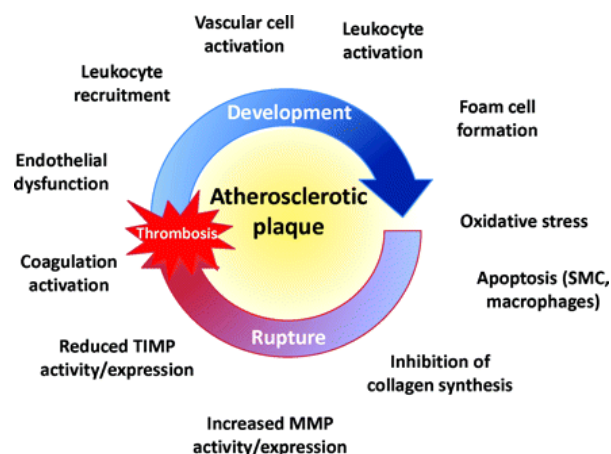 Vascular cell
activation
Leukocyte
activation
Leukocyte
recruitment
Development
Foam cell
formation
Endothelial
dysfunction
Atherosclerotic
plaque
Thrombosis
Oxidative stress
Coagulation
activation
Apoptosis (SMC,
macrophages)
Rupture
Reduced TIMP
activity/expression
Inhibition of
collagen synthesis
Increased MMP
activity/expression